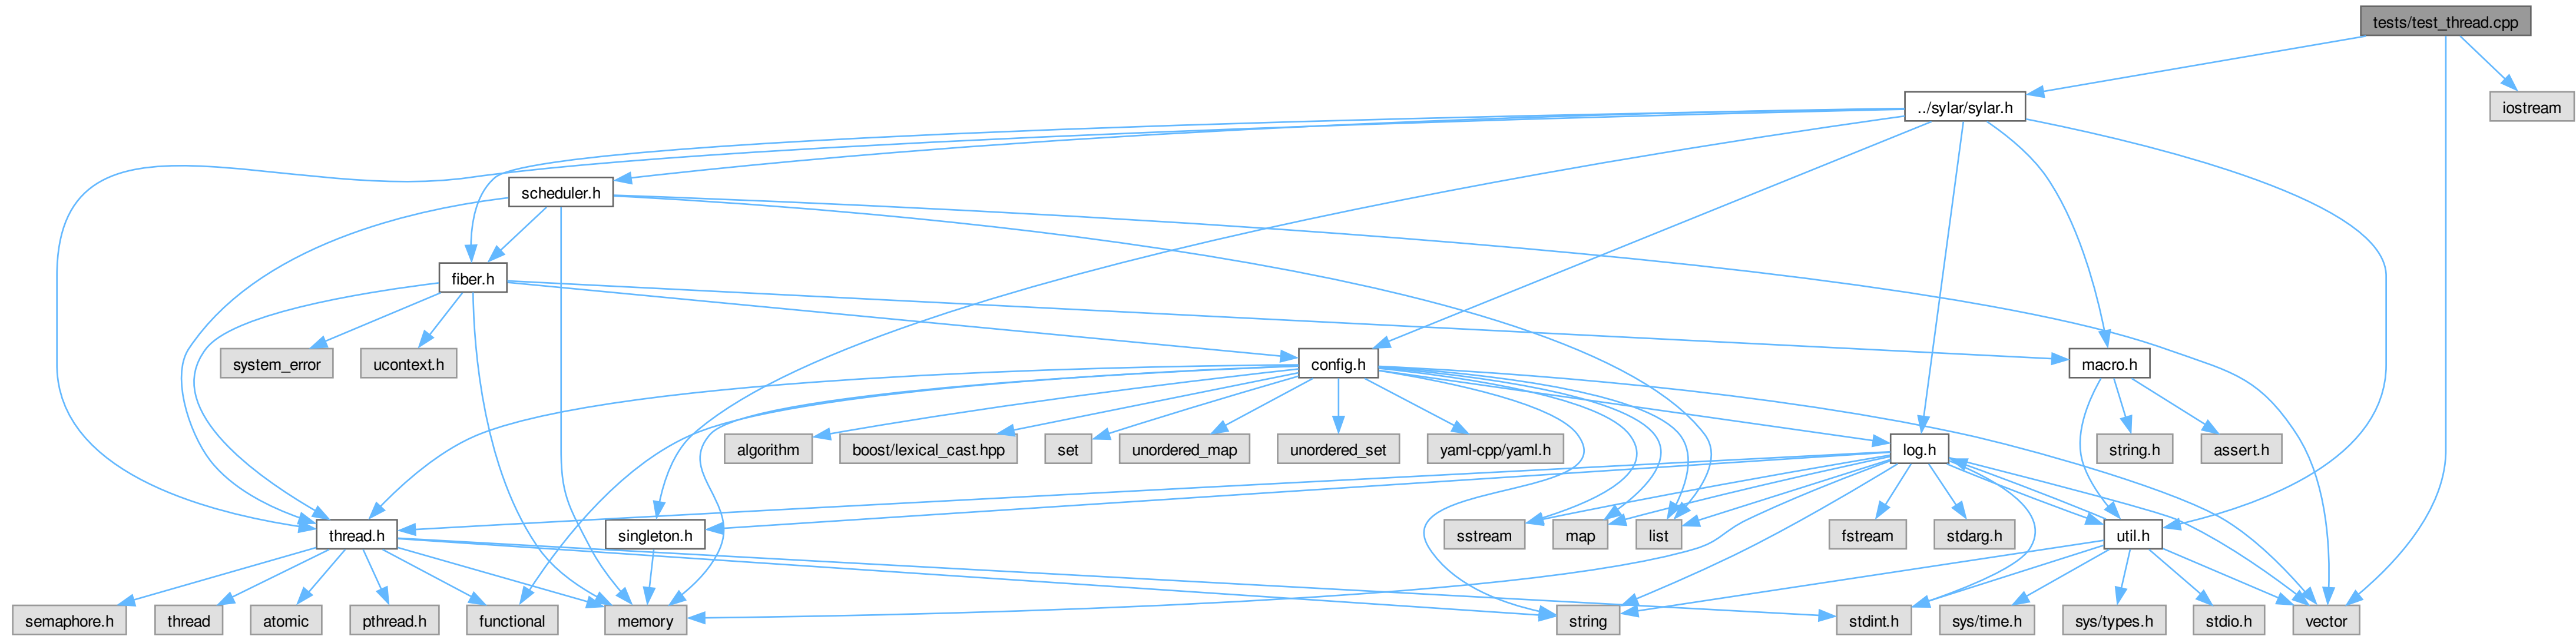 tests/test_thread.cpp
../sylar/sylar.h
iostream
scheduler.h
fiber.h
system_error
ucontext.h
config.h
macro.h
algorithm
boost/lexical_cast.hpp
set
unordered_map
unordered_set
yaml-cpp/yaml.h
log.h
string.h
assert.h
thread.h
singleton.h
sstream
map
list
fstream
stdarg.h
util.h
semaphore.h
thread
atomic
pthread.h
functional
memory
string
stdint.h
sys/time.h
sys/types.h
stdio.h
vector